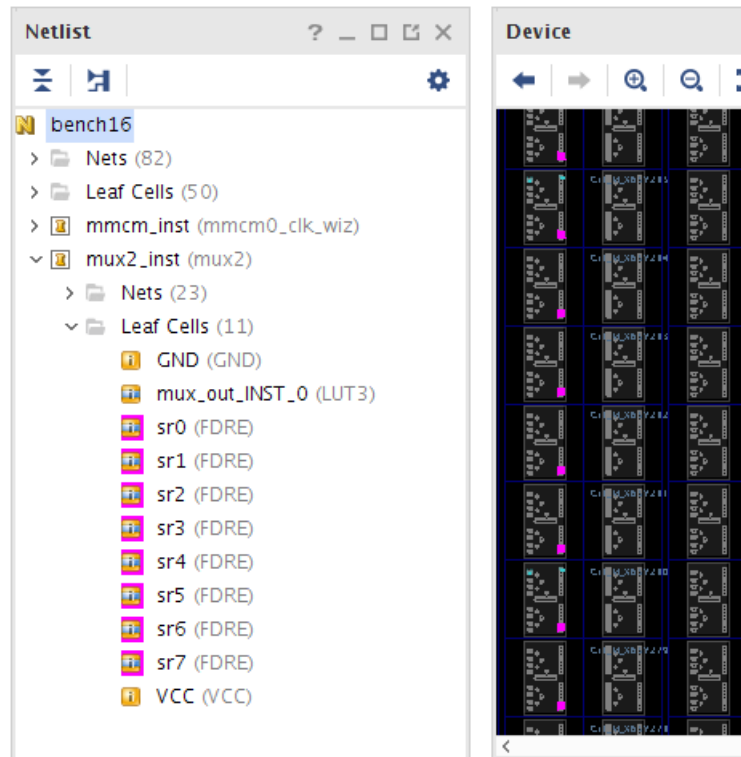 Netlist
bench16
Nets (82)
Leaf Cells (50)
mmcm_inst (mmcm0_clk_wiz)
mux2_inst (mux2)
Nets (23)
Leaf Cells (11)
GND (GND)
mux_out_INST_0 (LUT3)
sr0 (FDRE)
sr1 (FDRE)
sr2 (FDRE)
sr3 (FDRE)
sr4 (FDRE)
sr5 (FDRE)
sr6 (FDRE)
sr7 (FDRE)
VCC (VCC)
Device